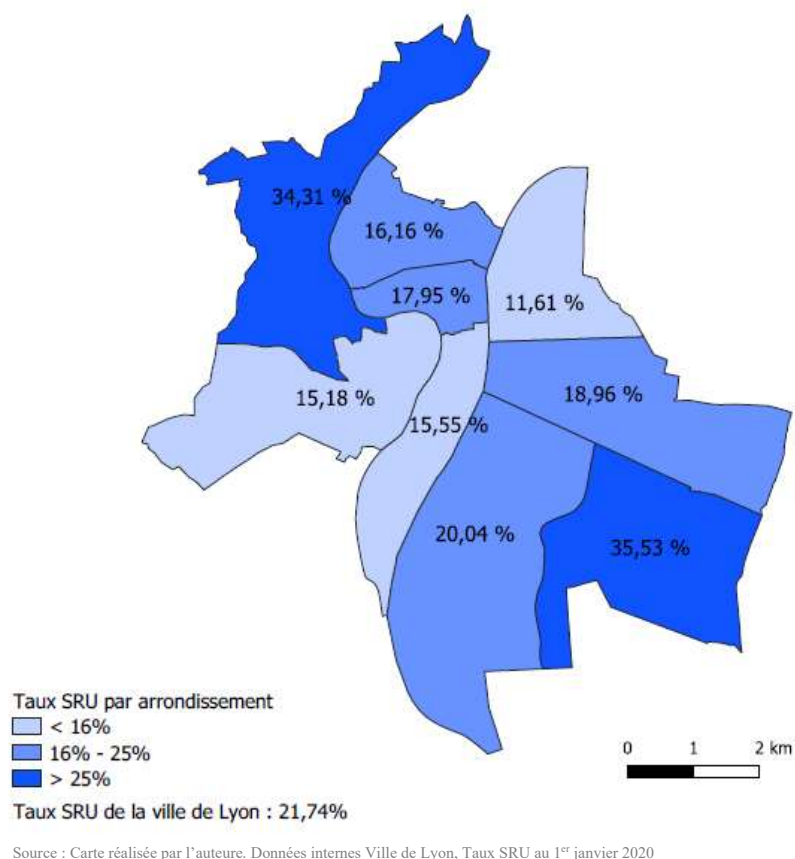 34,31 %
16,16 %
17,95 %
11,61 %
15,18 %
15,55 %
18,96 %
20,04 %
35,53 %
Taux SRU par arrondissement
< 16%
16% - 25%
> 25%
0 1 2 km
Taux SRU de la ville de Lyon : 21,74%
Source : Carte réalisée par l'auteure. Données internes Ville de Lyon, Taux SRU au 1er janvier 2020